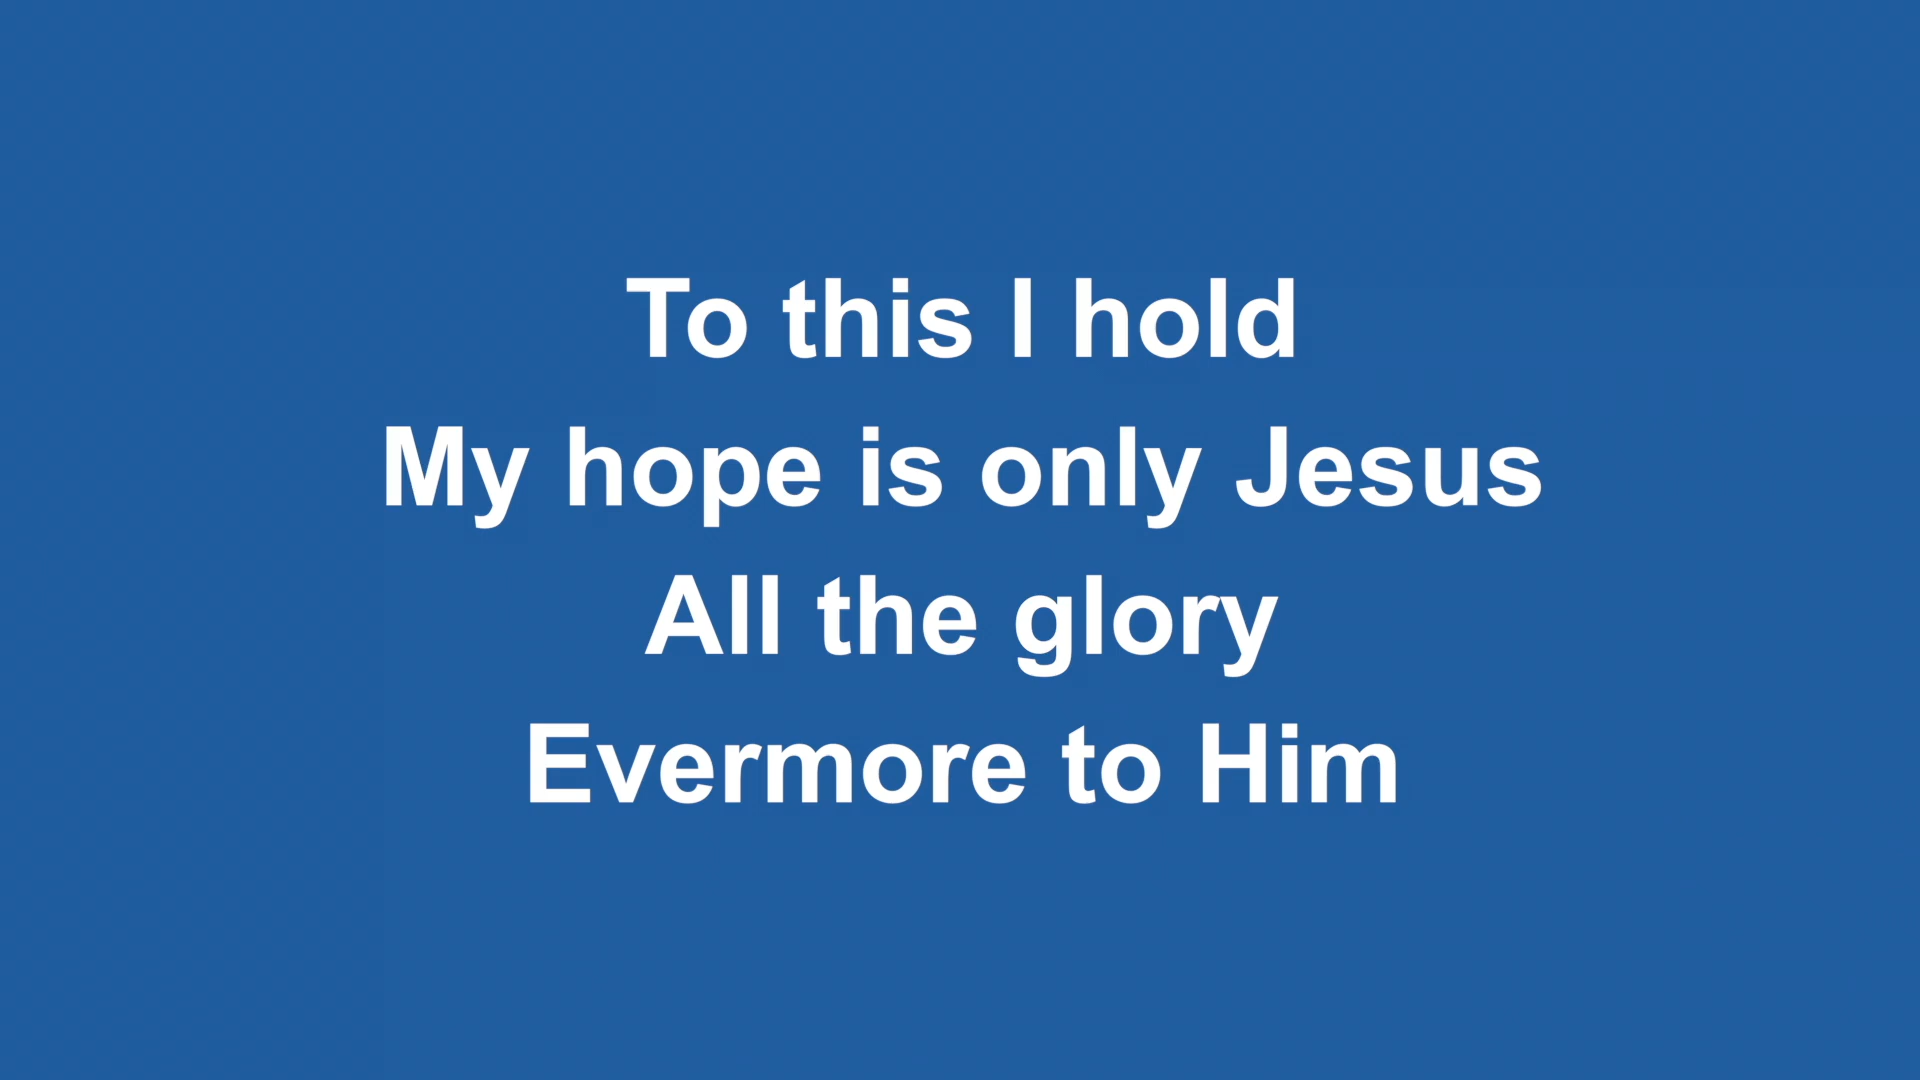 To this I hold
My hope is only Jesus
All the glory
Evermore to Him